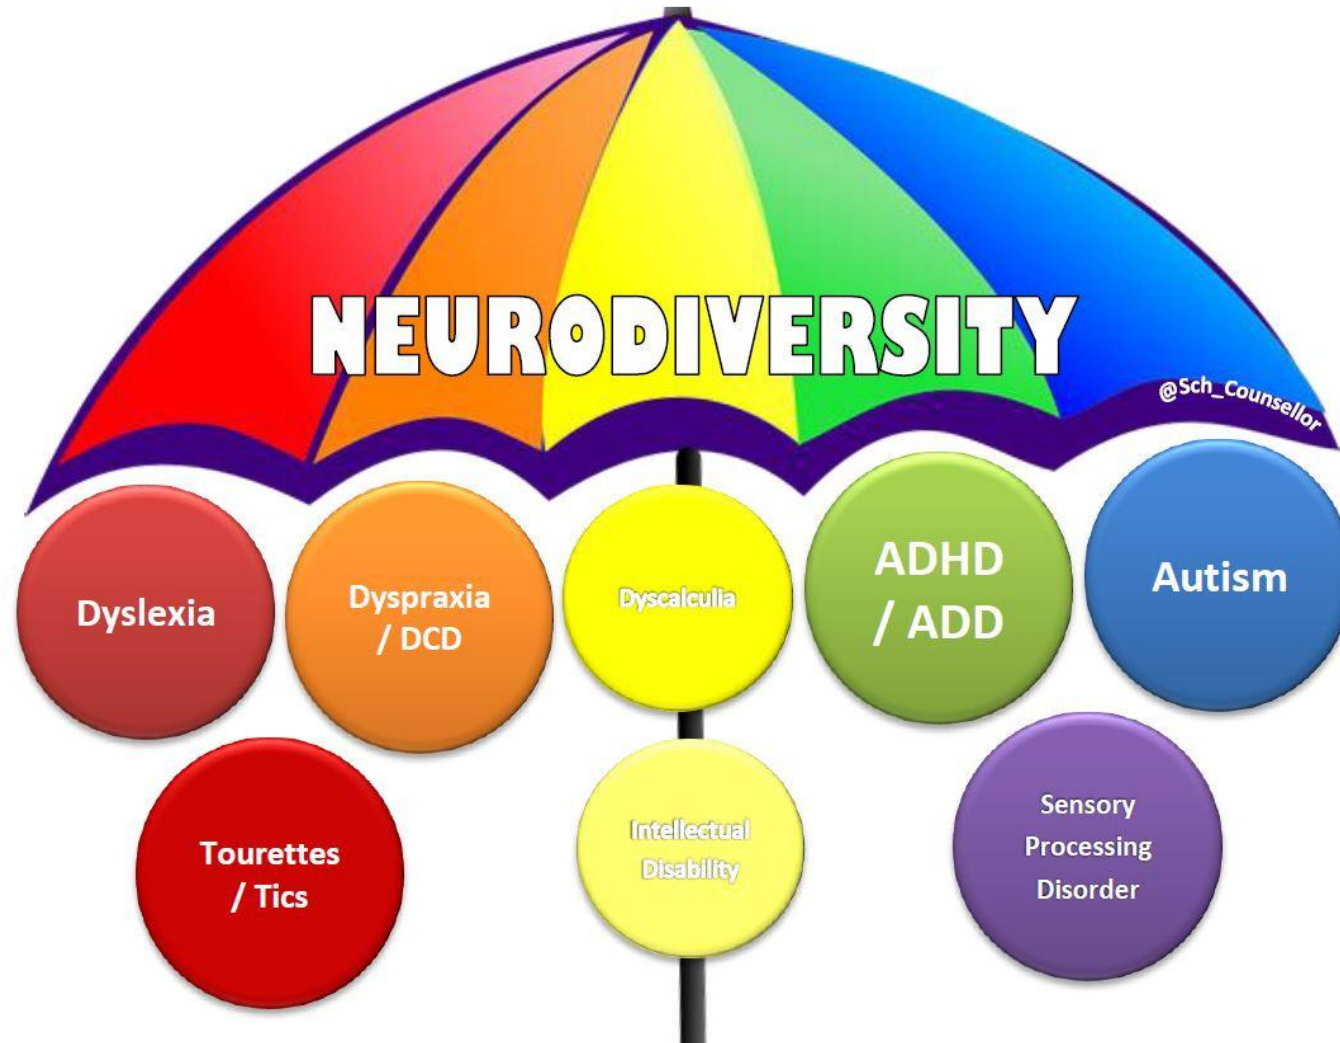 NEURODIVERSITY
@Sch_Counsellor
Dyslexia
Dyspraxia
/ DCD
Dyscalculia
ADHD
/ ADD
Autism
Tourettes
/ Tics
Intellectual
Disability
Sensory
Processing
Disorder